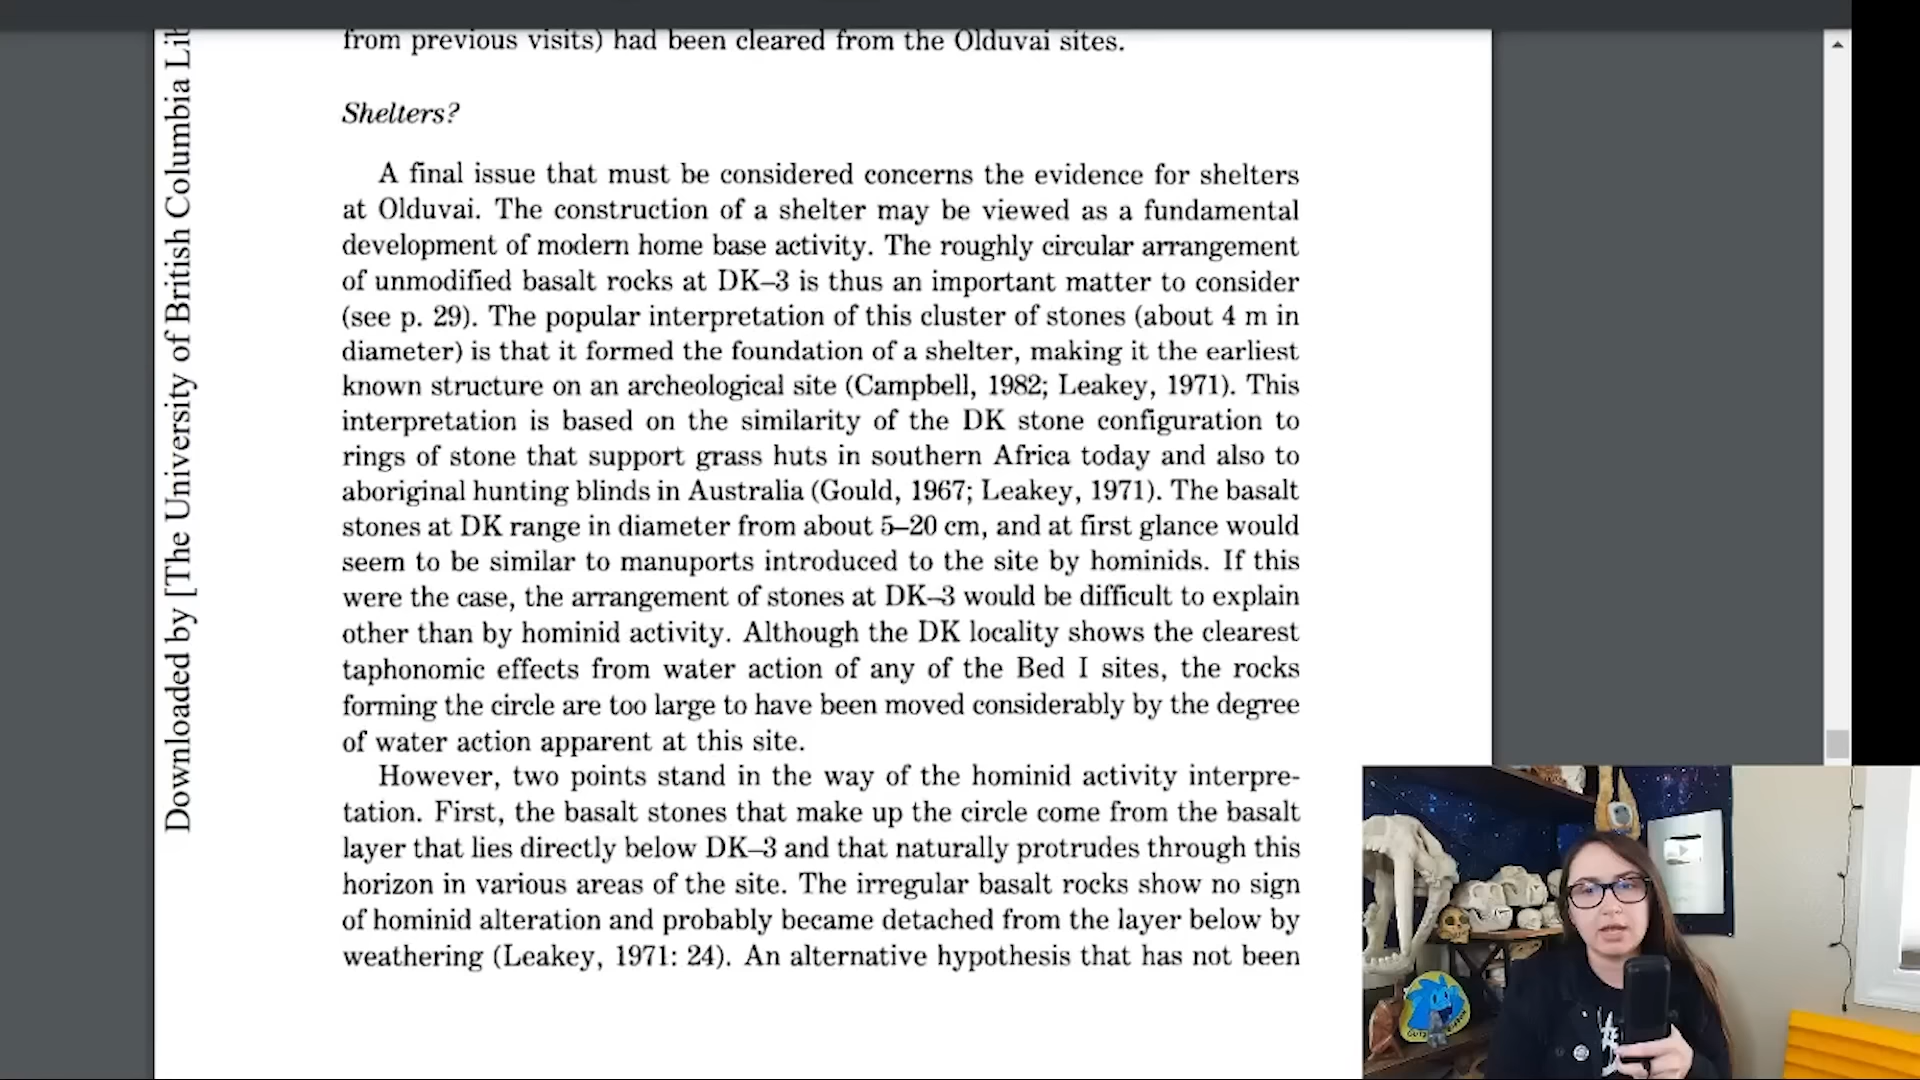 from previous visits) had been cleared from the Olduvai sites.
Shelters?
A final issue that must be considered concerns the evidence for shelters
at Olduvai. The construction of a shelter may be viewed as a fundamental
development of modern home base activity. The roughly circular arrangement
of unmodified basalt rocks at DK–3 is thus an important matter to consider
(see p. 29). The popular interpretation of this cluster of stones (about 4 m in
diameter) is that it formed the foundation of a shelter, making it the earliest
known structure on an archeological site (Campbell, 1982; Leakey, 1971). This
interpretation is based on the similarity of the DK stone configuration to
rings of stone that support grass huts in southern Africa today and also to
aboriginal hunting blinds in Australia (Gould, 1967; Leakey, 1971). The basalt
stones at DK range in diameter from about 5–20 cm, and at first glance would
seem to be similar to manuports introduced to the site by hominids. If this
were the case, the arrangement of stones at DK–3 would be difficult to explain
other than by hominid activity. Although the DK locality shows the clearest
taphonomic effects from water action of any of the Bed I sites, the rocks
forming the circle are too large to have been moved considerably by the degree
of water action apparent at this site.
However, two points stand in the way of the hominid activity interpre-
tation. First, the basalt stones that make up the circle come from the basalt
layer that lies directly below DK–3 and that naturally protrudes through this
horizon in various areas of the site. The irregular basalt rocks show no sign
of hominid alteration and probably became detached from the layer below by
weathering (Leakey, 1971: 24). An alternative hypothesis that has not been
Downloaded by [The University of British Columbia Lib